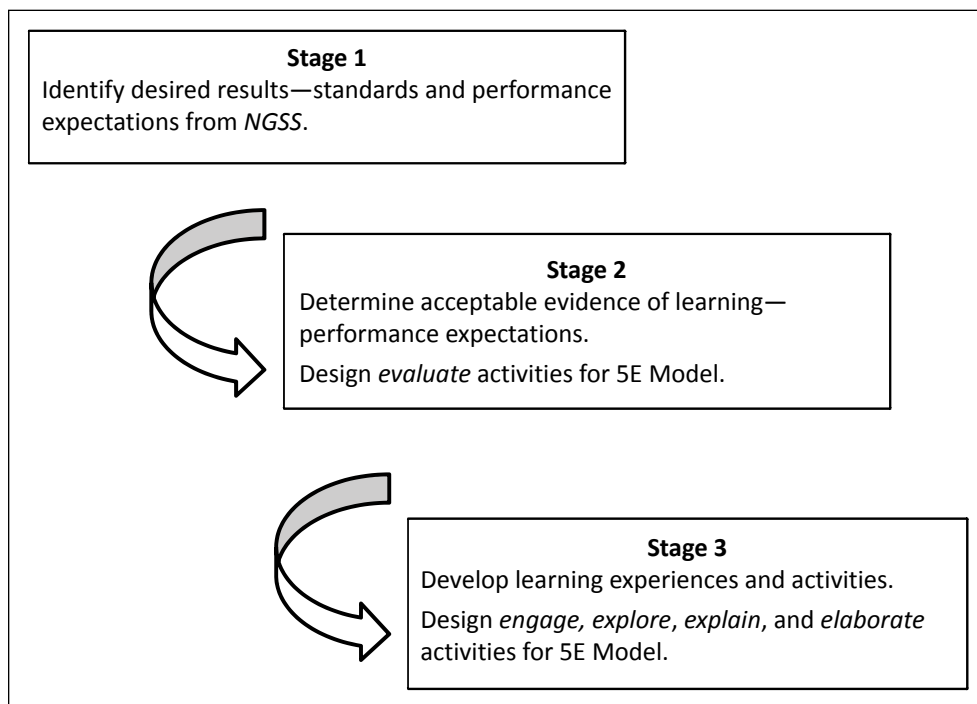 Stage 1
Identify desired results—standards and performance
expectations from NGSS.
Stage 2
Determine acceptable evidence of learning—
performance expectations.
Design evaluate activities for 5E Model.
Stage 3
Develop learning experiences and activities.
Design engage, explore, explain, and elaborate
activities for 5E Model.